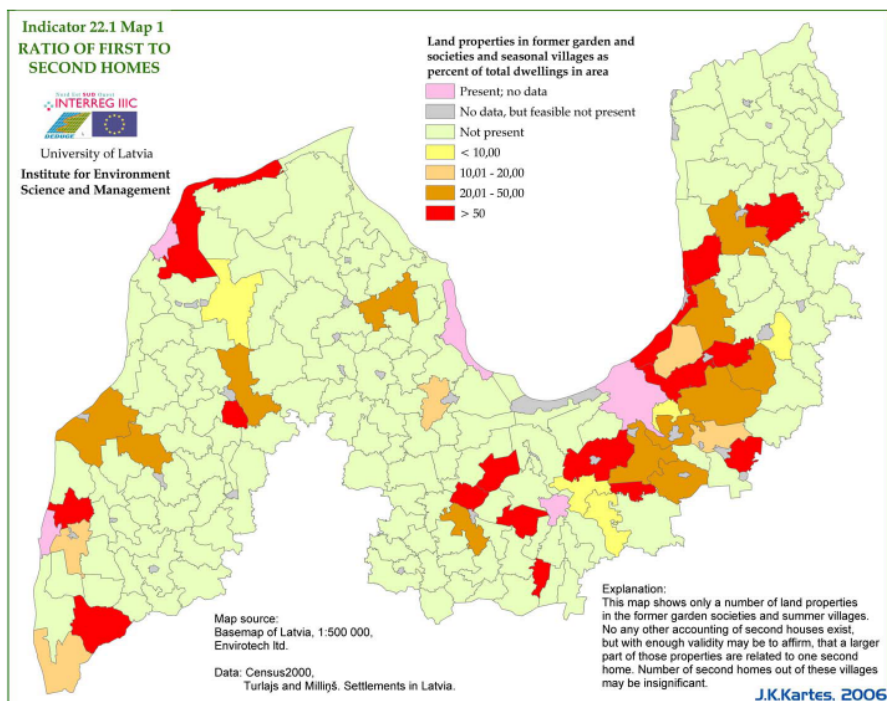 Indicator 22.1 Map 1
RATIO OF FIRST TO
SECOND HOMES
INTERREG IIIC
DEDUCE
University of Latvia
Institute for Environment
Science and Management
Land properties in former garden and
societies and seasonal villages as
percent of total dwellings in area
Present; no data
No data, but feasible not present
Not present
< 10,00
10,01 - 20,00
20,01 - 50,00
> 50
Map source:
Basemap of Latvia, 1:500 000,
Envirotech ltd.
Data: Census2000,
Turlajs and Milliņš. Settlements in Latvia.
Explanation:
This map shows only a number of land properties
in the former garden societies and summer villages.
No any other accounting of second houses exist,
but with enough validity may be to affirm, that a larger
part of those properties are related to one second
home. Number of second homes out of these villages
may be insignificant.
J.K.Kartes. 2006